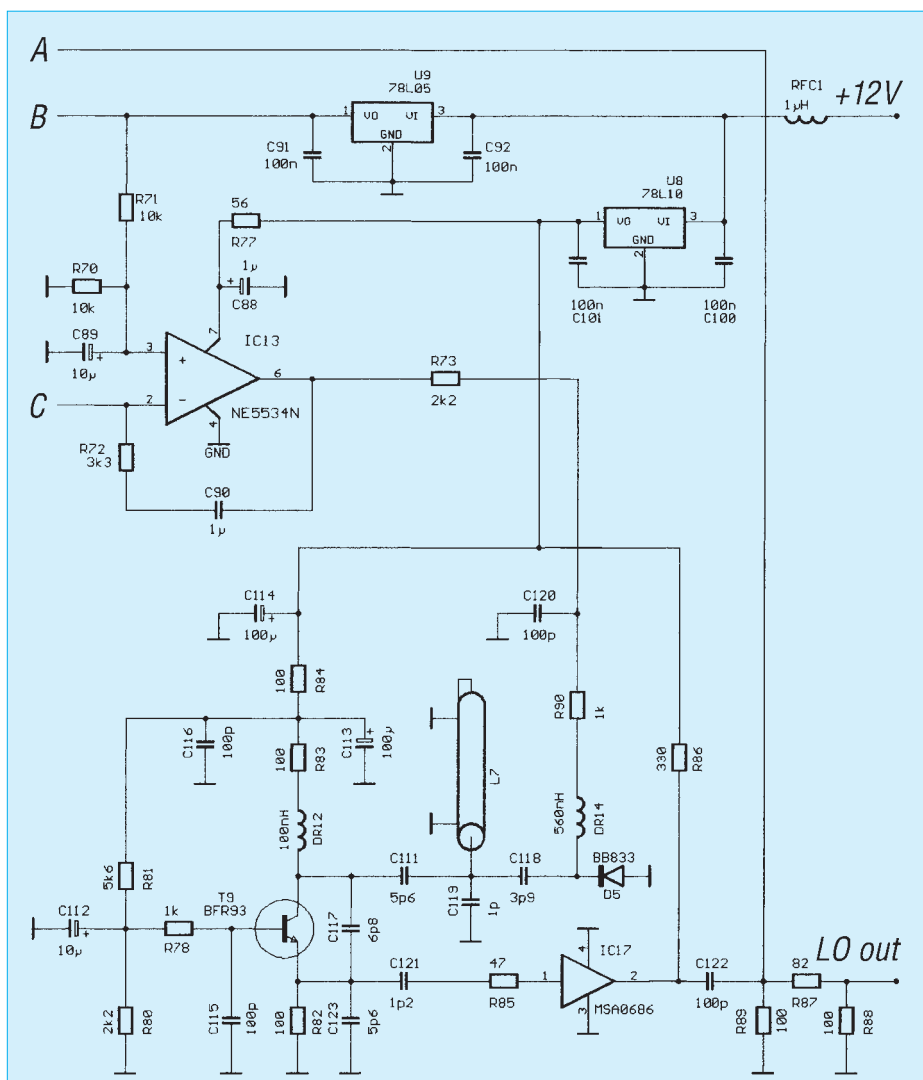 A
U9
78L05
RFC1
1µH
+12V
B
1
VO
VI
3
GND
2
C91
100n
C92
100n
U8
78L10
1
VO
VI
3
GND
2
R71
10k
56
R77
R70
10k
1µ
+
C88
100n
C101
100n
C100
C89
10µ
+
7
IC13
3
+
6
R73
2k2
C
2
–
NE5534N
4
GND
R72
3k3
C90
1µ
C114
100µ
+
C120
100p
100
R84
R90
1k
C116
100p
100
R83
C113
100µ
+
330
R86
L7
100nH
DR12
560nH
DR14
BB833
D5
5k6
R81
C111
5p6
C118
3p9
C119
1p
C112
10µ
+
1k
R78
T9
BFR93
C117
6p8
IC17
LO out
C121
1p2
47
R85
1
4
2
3
MSA0686
C122
100p
82
R87
2k2
R80
C115
100p
100
R82
C123
5p6
R89
100
100
R88